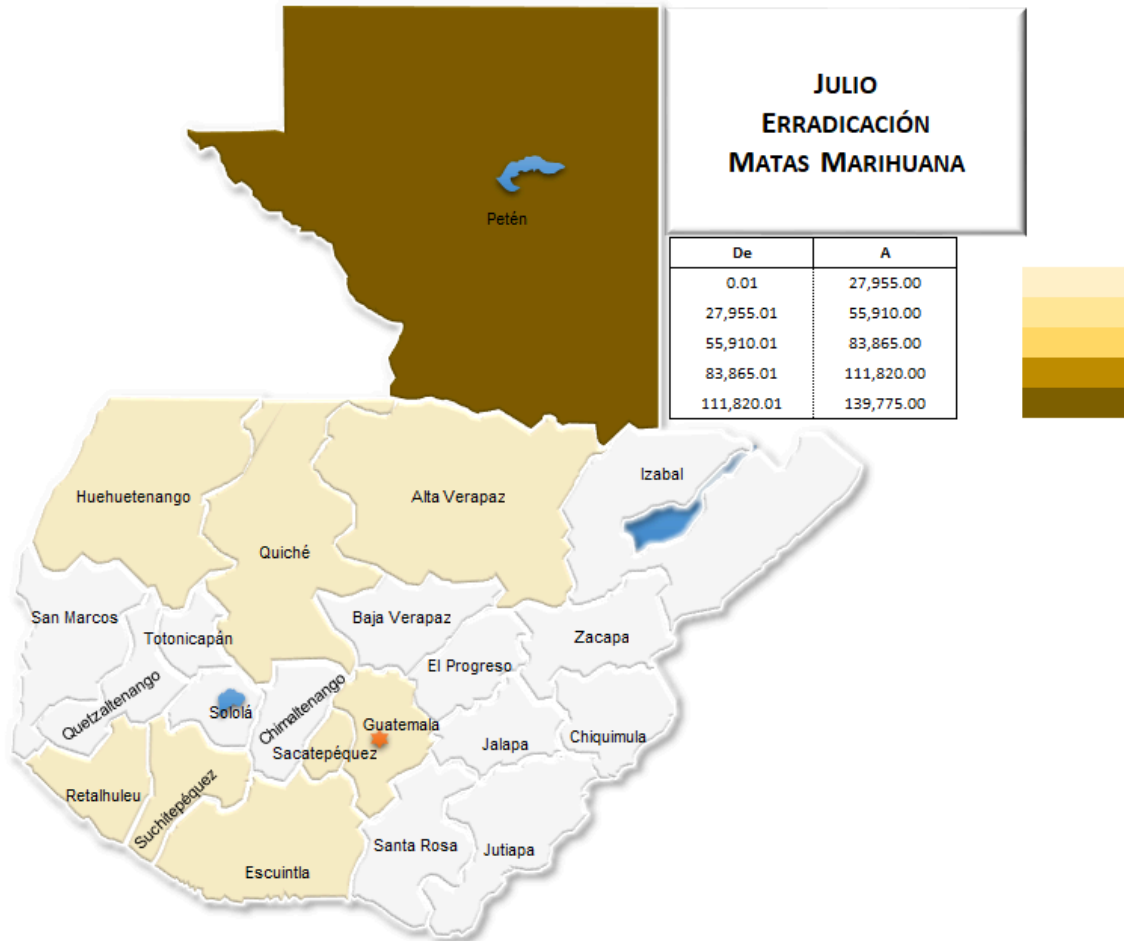 JULIO
ERRADICACIÓN
MATAS MARIHUANA
Petén
De A
0.01 27,955.00
27,955.01 55,910.00
55,910.01 83,865.00
83,865.01 111,820.00
111,820.01 139,775.00
Izabal
Huehuetenango
Alta Verapaz
Quiché
San Marcos
Baja Verapaz
Totonicapán
Zacapa
El Progreso
Quetzaltenango
Sololá
Chimaltenango
Guatemala
Sacatepéquez
Jalapa
Chiquimula
Retalhuleu
Suchitepéquez
Santa Rosa
Jutiapa
Escuintla